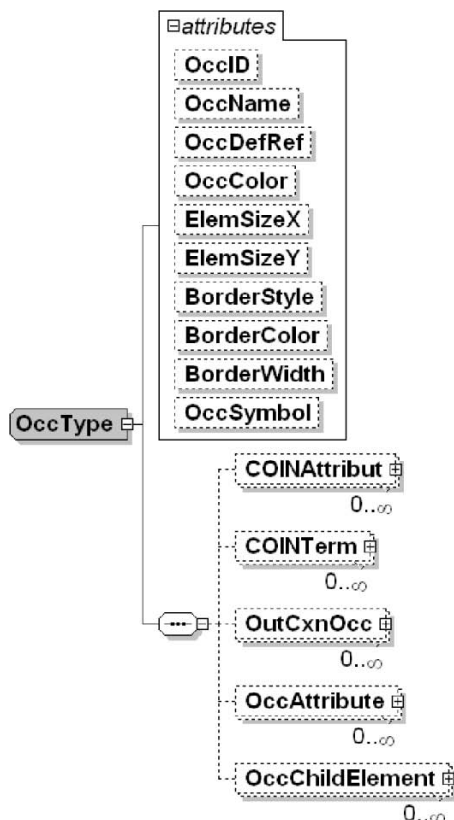 attributes
OccID
OccName
OccDefRef
OccColor
ElemSizeX
ElemSizeY
BorderStyle
BorderColor
BorderWidth
OccSymbol
OccType
COINAttribut
0..∞
COINTerm
0..∞
OutCxnOcc
0..∞
OccAttribute
0..∞
OccChildElement
0..∞